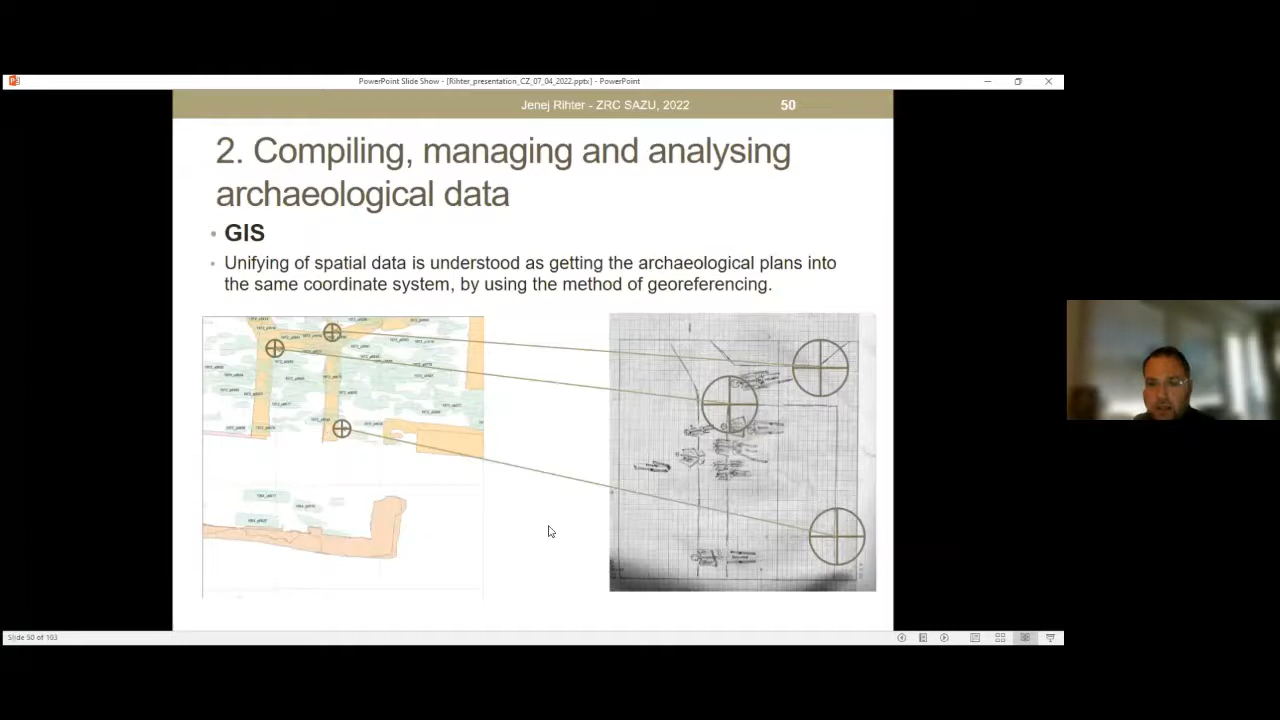 PowerPoint Slide Show - [Rihter_presentation_CZ_07_04_2022.pptx] - PowerPoint
Jenej Rihter - ZRC SAZU, 2022
50
2. Compiling, managing and analysing
archaeological data
• GIS
• Unifying of spatial data is understood as getting the archaeological plans into
the same coordinate system, by using the method of georeferencing.
Slide 50 of 103